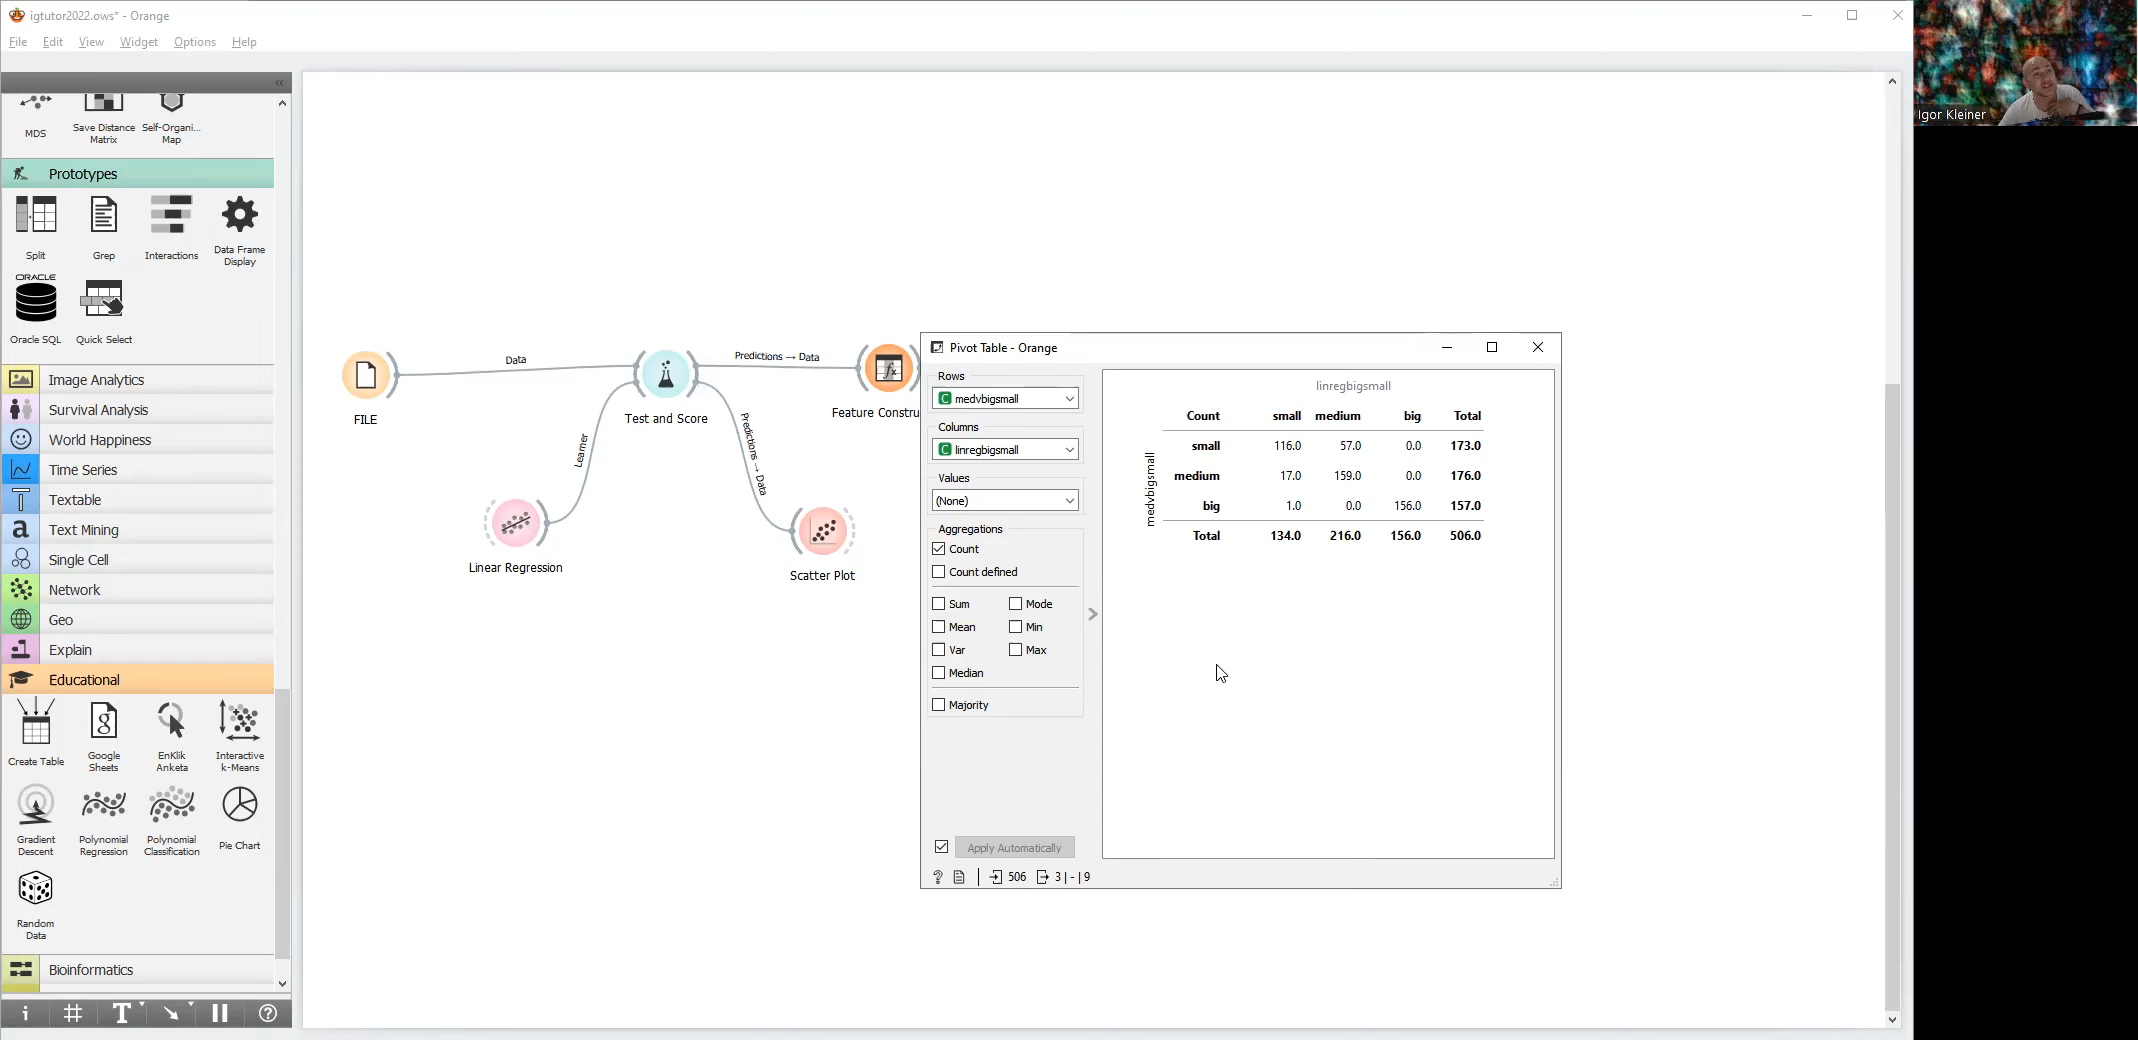 igtutor2022.ows* - Orange
File Edit View Widget Options Help
Igor Kleiner
MDS
Save Distance
Matrix
Self-Organi...
Map
Prototypes
Split
Grep
Interactions
Data Frame
Display
ORACLE
Oracle SQL
Quick Select
Image Analytics
Survival Analysis
World Happiness
Time Series
Textable
a Text Mining
Single Cell
Network
Geo
Explain
Educational
Create Table
Google
Sheets
EnKlik
Anketa
Interactive
k-Means
Gradient
Descent
Polynomial
Regression
Polynomial
Classification
Pie Chart
Random
Data
Bioinformatics
FILE
Data
Learner
Linear Regression
Test and Score
Predictions → Data
Predictions → Data
Feature Constru
Scatter Plot
Pivot Table - Orange
Rows
C medvbigsmall
Columns
C linregbigsmall
Values
(None)
Aggregations
Count
Count defined
Sum Mode
Mean Min
Var Max
Median
Majority
Apply Automatically
? 506 3 | - | 9
linregbigsmall
medvbigsmall
Count small medium big Total
small 116.0 57.0 0.0 173.0
medium 17.0 159.0 0.0 176.0
big 1.0 0.0 156.0 157.0
Total 134.0 216.0 156.0 506.0